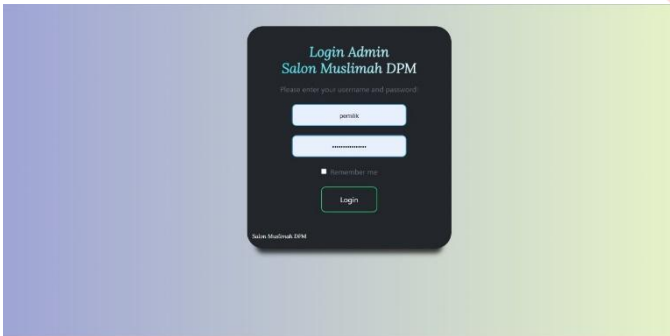 Login Admin
Salon Muslimah DPM
Please enter your username and password!
pemilik
••••••••••••••••
Remember me
Login
Salon Muslimah DPM